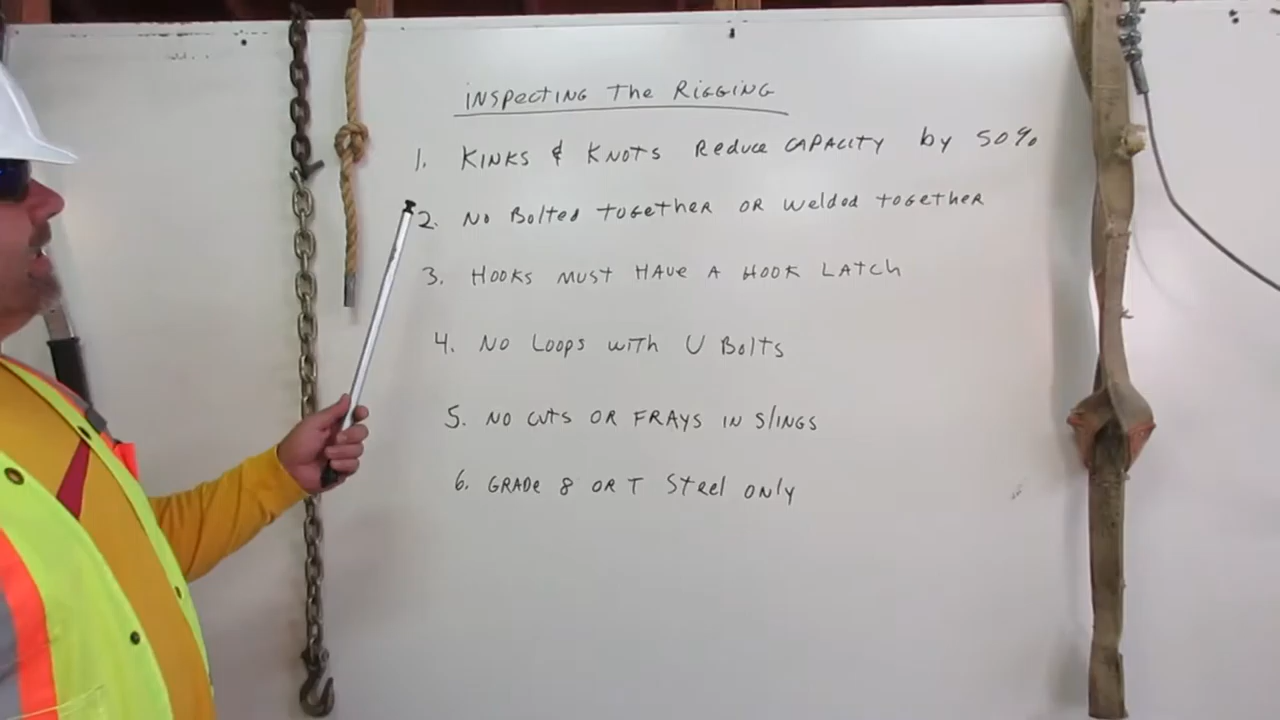 INSPECTING The RIGGING
1. KINKS & KNOTS Reduce CAPACITY by 50%
2. NO Bolted TOGETHER OR Welded TOGETHER
3. HOOKS MUST HAVE A HOOK LATCH
4. NO LOOPS WITH U BOLTS
5. NO CUTS OR FRAYS IN SLINGS
6. GRADE 8 OR T Steel ONLY